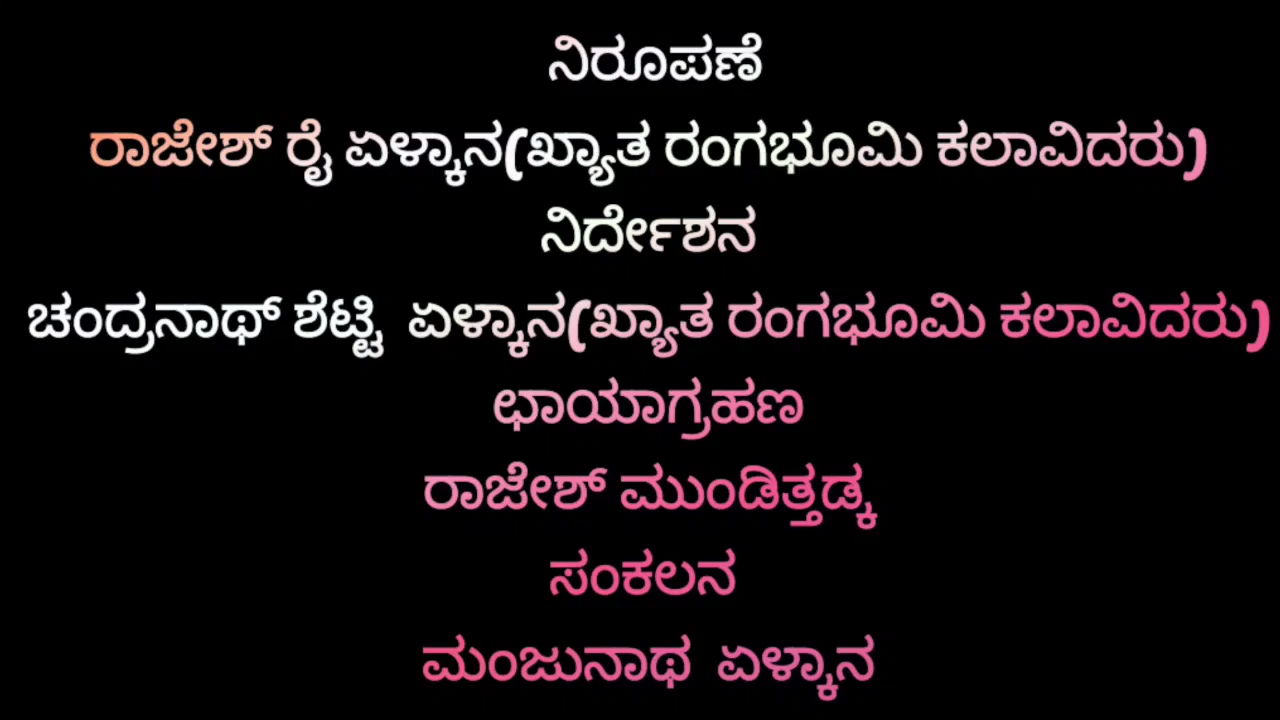 ನಿರೂಪಣೆ
ರಾಜೇಶ್ ರೈ ಏಳ್ಕಾನ(ಖ್ಯಾತ ರಂಗಭೂಮಿ ಕಲಾವಿದರು)
ನಿರ್ದೇಶನ
ಚಂದ್ರನಾಥ್ ಶೆಟ್ಟಿ ಏಳ್ಕಾನ(ಖ್ಯಾತ ರಂಗಭೂಮಿ ಕಲಾವಿದರು)
ಛಾಯಾಗ್ರಹಣ
ರಾಜೇಶ್ ಮುಂಡಿತ್ತಡ್ಕ
ಸಂಕಲನ
ಮಂಜುನಾಥ ಏಳ್ಕಾನ